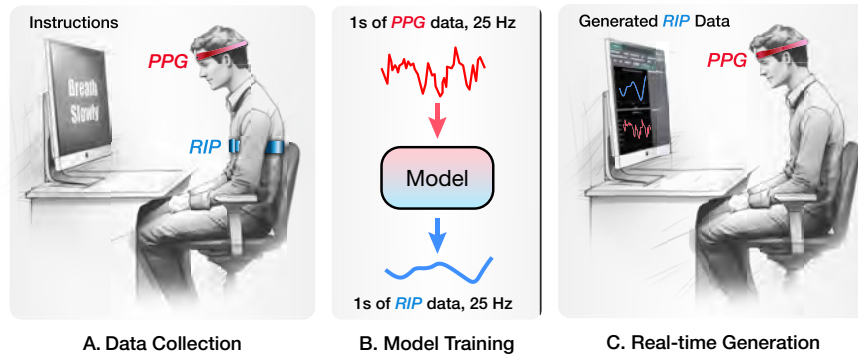 Instructions
PPG
Breath
Slowly
RIP
A. Data Collection
1s of PPG data, 25 Hz
Model
1s of RIP data, 25 Hz
B. Model Training
Generated RIP Data
PPG
C. Real-time Generation